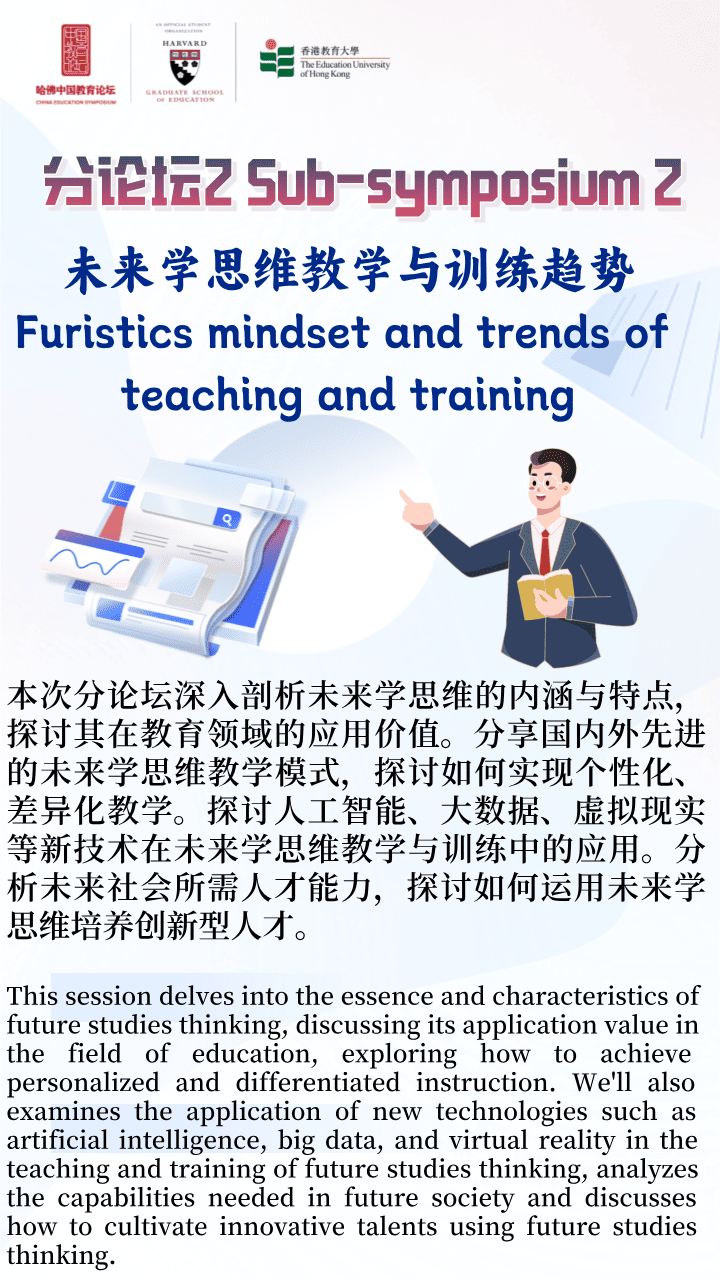 哈佛中国教育论坛
CHINA EDUCATION SYMPOSIUM
AN OFFICIAL STUDENT
ORGANIZATION
HARVARD
GRADUATE SCHOOL
OF EDUCATION
香港教育大學
The Education University
of Hong Kong
分论坛2 Sub-symposium 2
未来学思维教学与训练趋势
Furistics mindset and trends of
teaching and training
本次分论坛深入剖析未来学思维的内涵与特点，
探讨其在教育领域的应用价值。分享国内外先进
的未来学思维教学模式，探讨如何实现个性化、
差异化教学。探讨人工智能、大数据、虚拟现实
等新技术在未来学思维教学与训练中的应用。分
析未来社会所需人才能力，探讨如何运用未来学
思维培养创新型人才。
This session delves into the essence and characteristics of
future studies thinking, discussing its application value in
the field of education, exploring how to achieve
personalized and differentiated instruction. We'll also
examines the application of new technologies such as
artificial intelligence, big data, and virtual reality in the
teaching and training of future studies thinking, analyzes
the capabilities needed in future society and discusses
how to cultivate innovative talents using future studies
thinking.